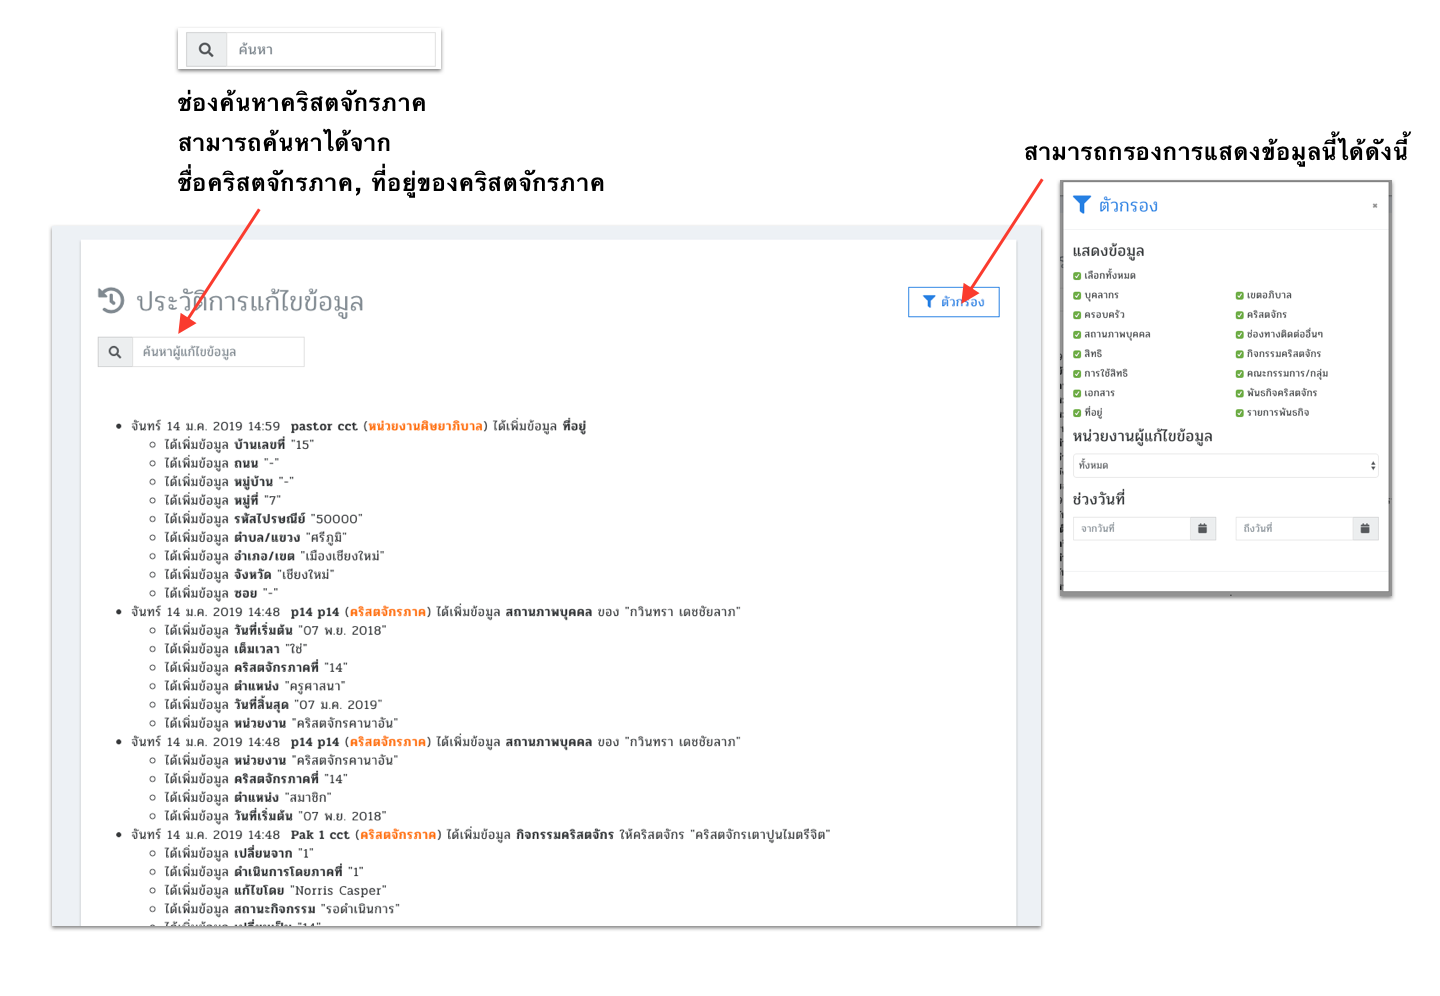 ค้นหา
ช่องค้นหาคริสตจักรภาค
สามารถค้นหาได้จาก
ชื่อคริสตจักรภาค, ที่อยู่ของคริสตจักรภาค
สามารถกรองการแสดงข้อมูลนี้ได้ดังนี้
ประวัติการแก้ไขข้อมูล
ตัวกรอง
ค้นหาผู้แก้ไขข้อมูล
จันทร์ 14 ม.ค. 2019 14:59 pastor cct (หน่วยงานศิษยาภิบาล) ได้เพิ่มข้อมูล ที่อยู่
ได้เพิ่มข้อมูล บ้านเลขที่ "15"
ได้เพิ่มข้อมูล ถนน "-"
ได้เพิ่มข้อมูล หมู่บ้าน "-"
ได้เพิ่มข้อมูล หมู่ที่ "7"
ได้เพิ่มข้อมูล รหัสไปรษณีย์ "50000"
ได้เพิ่มข้อมูล ตำบล/แขวง "ศรีภูมิ"
ได้เพิ่มข้อมูล อำเภอ/เขต "เมืองเชียงใหม่"
ได้เพิ่มข้อมูล จังหวัด "เชียงใหม่"
ได้เพิ่มข้อมูล ซอย "-"
จันทร์ 14 ม.ค. 2019 14:48 p14 p14 (คริสตจักรภาค) ได้เพิ่มข้อมูล สถานภาพบุคคล ของ "กวินทรา เดชชัยลาภ"
ได้เพิ่มข้อมูล วันที่เริ่มต้น "07 พ.ย. 2018"
ได้เพิ่มข้อมูล เต็มเวลา "ใช่"
ได้เพิ่มข้อมูล คริสตจักรภาคที่ "14"
ได้เพิ่มข้อมูล ตำแหน่ง "ครูศาสนา"
ได้เพิ่มข้อมูล วันที่สิ้นสุด "07 ม.ค. 2019"
ได้เพิ่มข้อมูล หน่วยงาน "คริสตจักรคานาอัน"
จันทร์ 14 ม.ค. 2019 14:48 p14 p14 (คริสตจักรภาค) ได้เพิ่มข้อมูล สถานภาพบุคคล ของ "กวินทรา เดชชัยลาภ"
ได้เพิ่มข้อมูล หน่วยงาน "คริสตจักรคานาอัน"
ได้เพิ่มข้อมูล คริสตจักรภาคที่ "14"
ได้เพิ่มข้อมูล ตำแหน่ง "สมาชิก"
ได้เพิ่มข้อมูล วันที่เริ่มต้น "07 พ.ย. 2018"
จันทร์ 14 ม.ค. 2019 14:48 Pak 1 cct (คริสตจักรภาค) ได้เพิ่มข้อมูล กิจกรรมคริสตจักร ให้คริสตจักร "คริสตจักรเตาปูนไมตรีจิต"
ได้เพิ่มข้อมูล เปลี่ยนจาก "1"
ได้เพิ่มข้อมูล ดำเนินการโดยภาคที่ "1"
ได้เพิ่มข้อมูล แก้ไขโดย "Norris Casper"
ได้เพิ่มข้อมูล สถานะกิจกรรม "รอดำเนินการ"
ได้เพิ่มข้อมูล เปลี่ยนเป็น "14"
ตัวกรอง
แสดงข้อมูล
เลือกทั้งหมด
บุคลากร เขตอภิบาล
ครอบครัว คริสตจักร
สถานภาพบุคคล ช่องทางติดต่ออื่นๆ
สิทธิ กิจกรรมคริสตจักร
การใช้สิทธิ คณะกรรมการ/กลุ่ม
เอกสาร พันธกิจคริสตจักร
ที่อยู่ รายการพันธกิจ
หน่วยงานผู้แก้ไขข้อมูล
ทั้งหมด
ช่วงวันที่
จากวันที่ ถึงวันที่